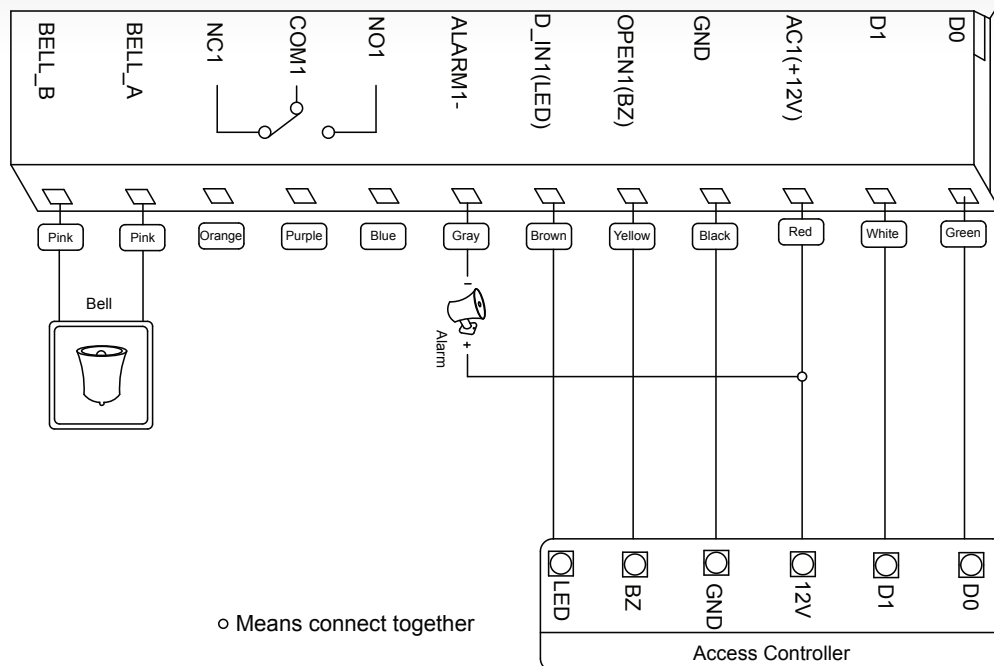 BELL_B
BELL_A
NC1
COM1
NO1
ALARM1-
D_IN1(LED)
OPEN1(BZ)
GND
AC1(+12V)
D1
D0
Pink
Pink
Orange
Purple
Blue
Gray
Brown
Yellow
Black
Red
White
Green
Bell
-
Alarm
+
LED
BZ
GND
12V
D1
D0
Means connect together
Access Controller